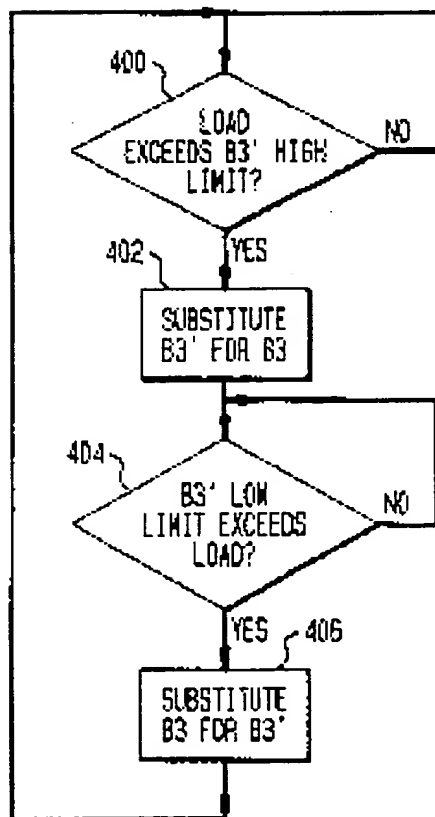 400
LOAD
EXCEEDS B3' HIGH
LIMIT?
NO
YES
402
SUBSTITUTE
B3' FOR B3
404
B3' LOW
LIMIT EXCEEDS
LOAD?
NO
YES
406
SUBSTITUTE
B3 FOR B3'